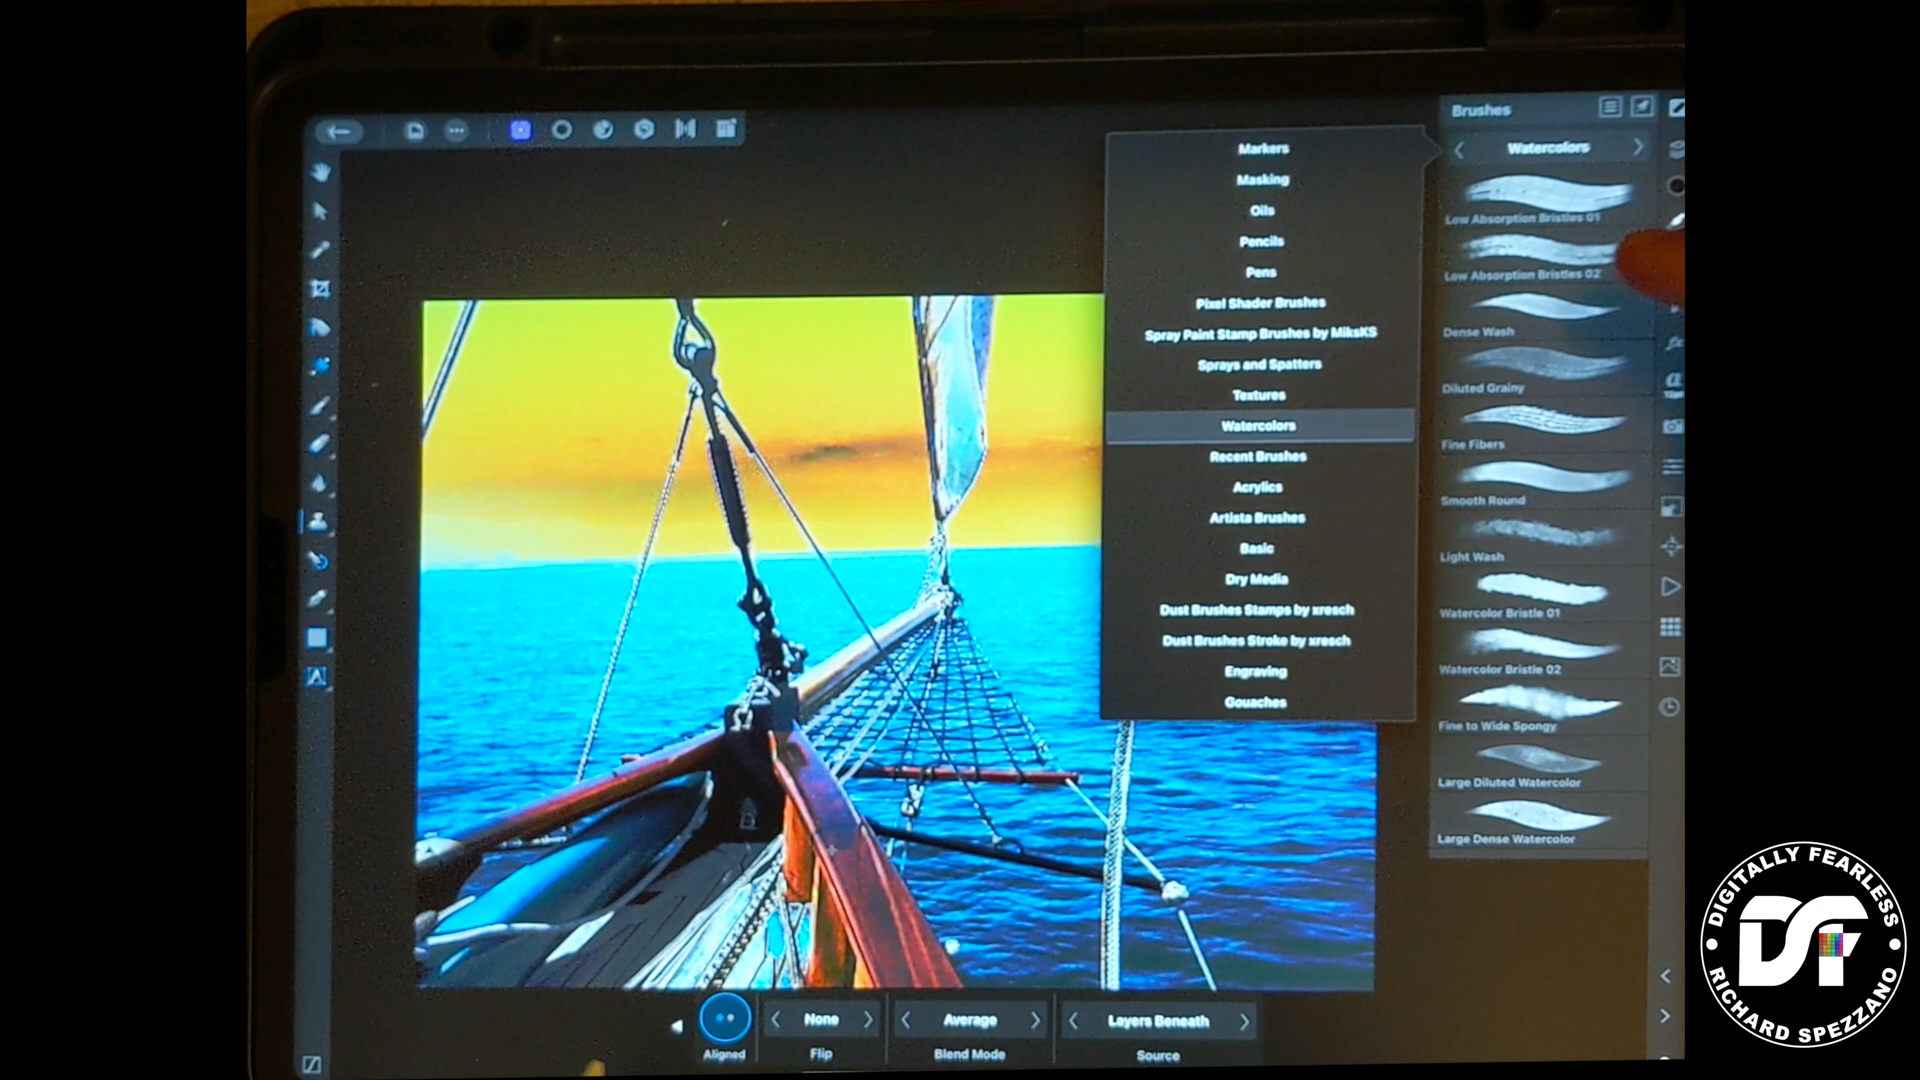 Brushes
Watercolors
Low Absorption Bristles 01
Low Absorption Bristles 02
Dense Wash
Diluted Grainy
Fine Fibers
Smooth Round
Light Wash
Watercolor Bristle 01
Watercolor Bristle 02
Fine to Wide Spongy
Large Diluted Watercolor
Large Dense Watercolor
Markers
Masking
Oils
Pencils
Pens
Pixel Shader Brushes
Spray Paint Stamp Brushes by MiksKS
Sprays and Spatters
Textures
Watercolors
Recent Brushes
Acrylics
Artista Brushes
Basic
Dry Media
Dust Brushes Stamps by xresch
Dust Brushes Stroke by xresch
Engraving
Gouaches
Aligned
None
Flip
Average
Blend Mode
Layers Beneath
Source
DIGITALLY FEARLESS
DF
RICHARD SPEZZANO